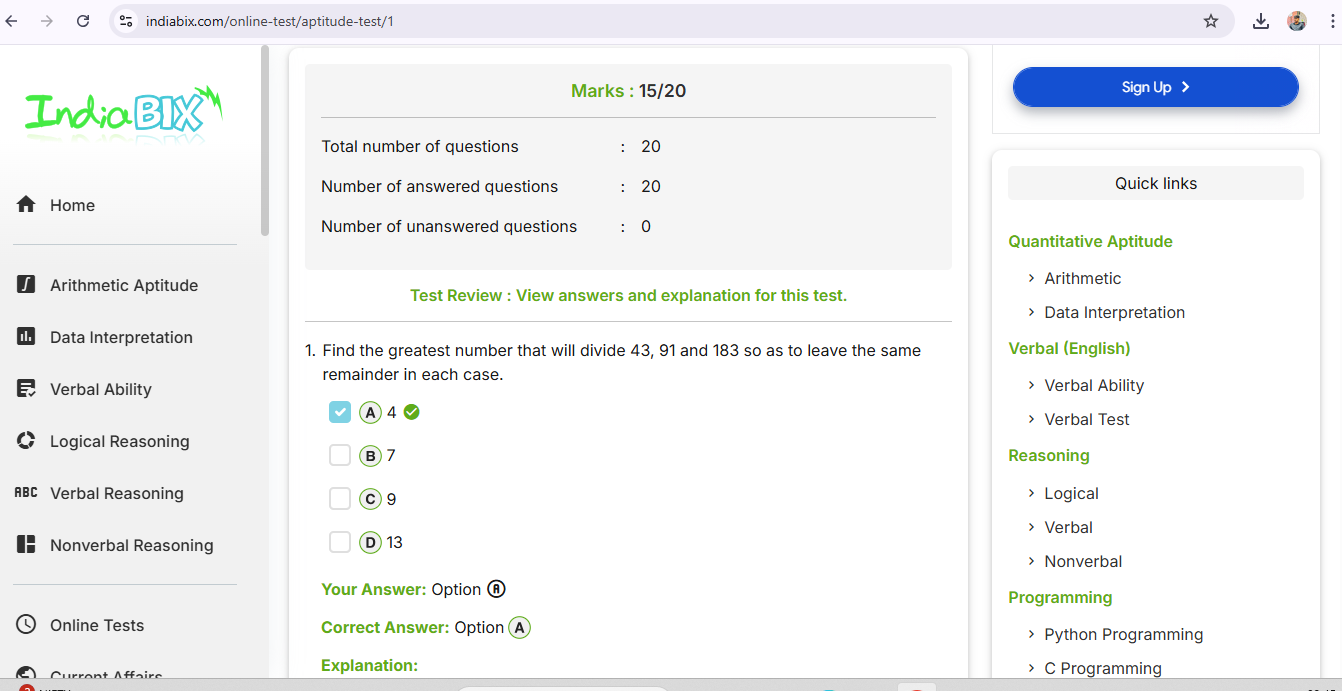 indiabix.com/online-test/aptitude-test/1
IndiaBIX
Home
Arithmetic Aptitude
Data Interpretation
Verbal Ability
Logical Reasoning
ABC Verbal Reasoning
Nonverbal Reasoning
Online Tests
Current Affairs
Marks : 15/20
Total number of questions : 20
Number of answered questions : 20
Number of unanswered questions : 0
Test Review : View answers and explanation for this test.
1. Find the greatest number that will divide 43, 91 and 183 so as to leave the same
remainder in each case.
A 4
B 7
C 9
D 13
Your Answer: Option A
Correct Answer: Option A
Explanation:
Sign Up
Quick links
Quantitative Aptitude
Arithmetic
Data Interpretation
Verbal (English)
Verbal Ability
Verbal Test
Reasoning
Logical
Verbal
Nonverbal
Programming
Python Programming
C Programming